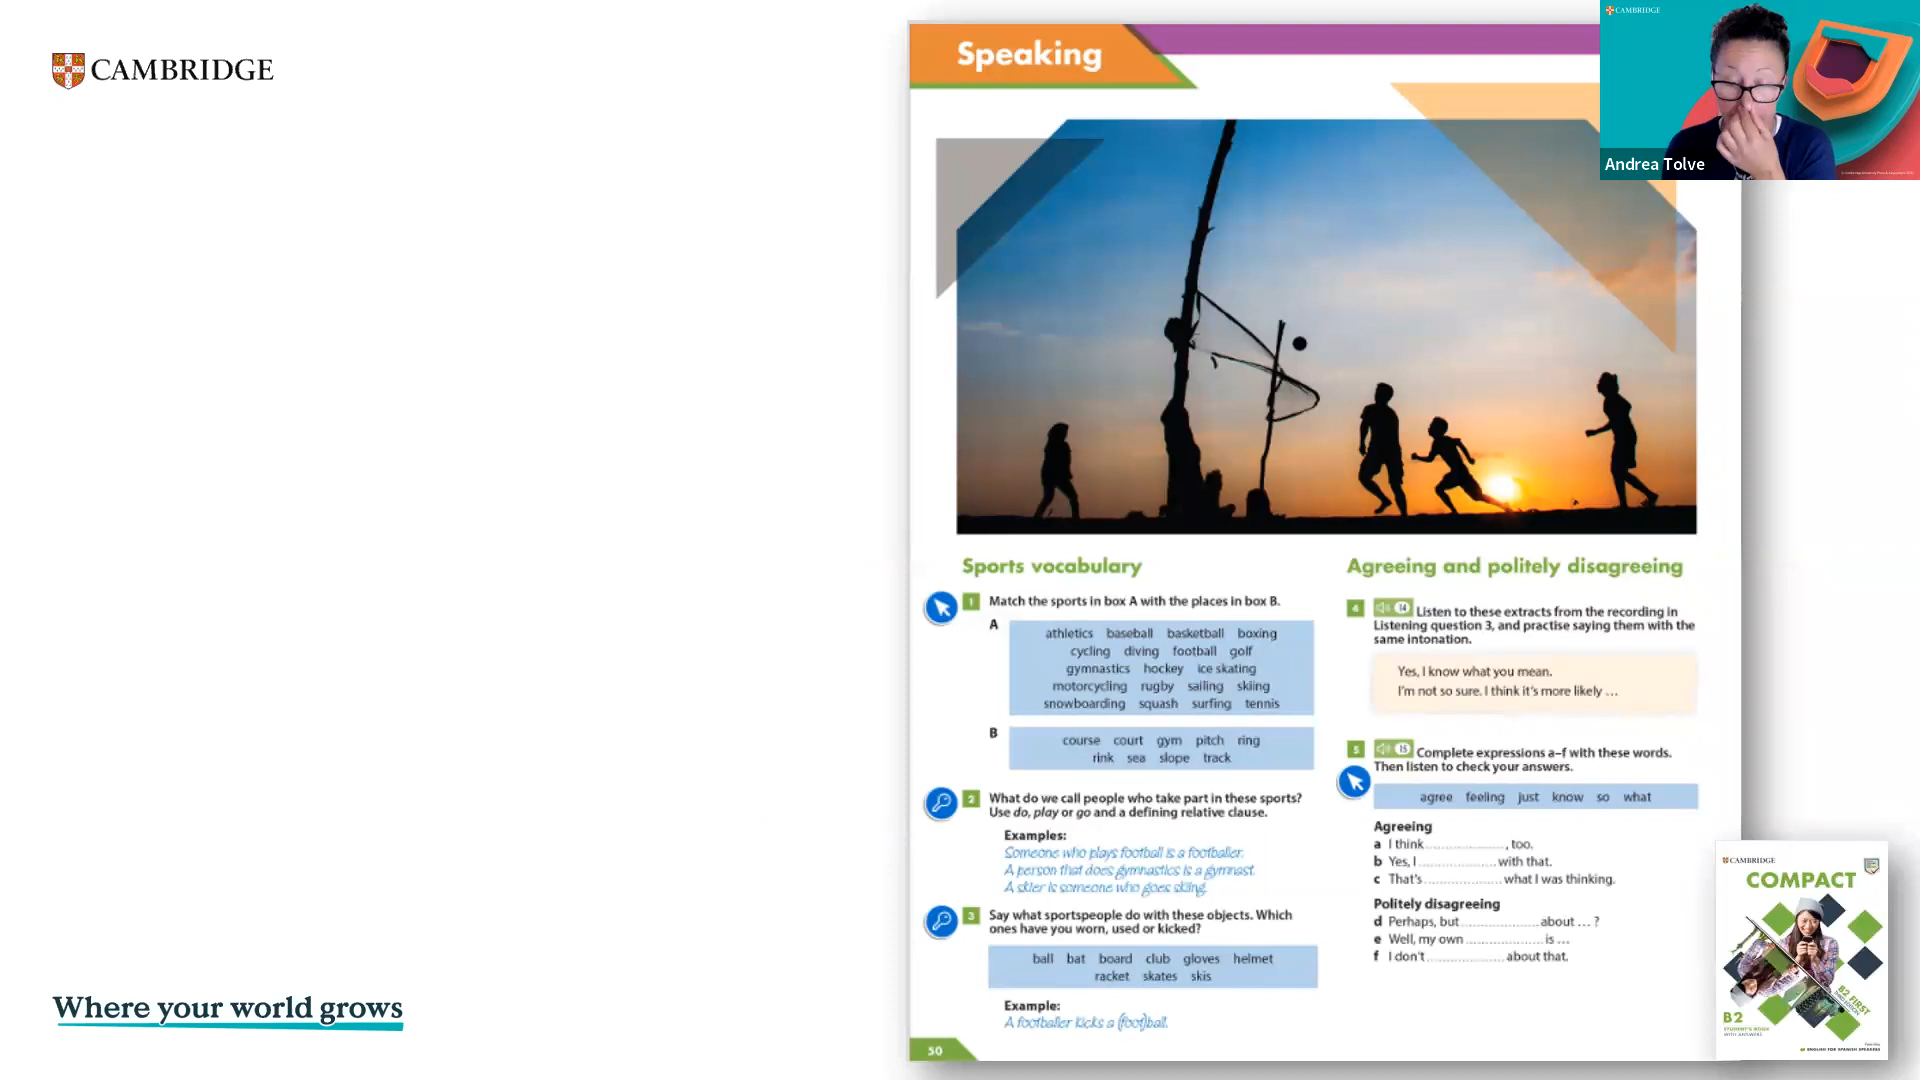 CAMBRIDGE
Where your world grows
Speaking
Sports vocabulary
1 Match the sports in box A with the places in box B.
A
athletics baseball basketball boxing
cycling diving football golf
gymnastics hockey ice skating
motorcycling rugby sailing skiing
snowboarding squash surfing tennis
B
course court gym pitch ring
rink sea slope track
2 What do we call people who take part in these sports?
Use do, play or go and a defining relative clause.
Examples:
Someone who plays football is a footballer.
A person that does gymnastics is a gymnast.
A skier is someone who goes skiing.
3 Say what sportspeople do with these objects. Which
ones have you worn, used or kicked?
ball bat board club gloves helmet
racket skates skis
Example:
A footballer kicks a (foot)ball.
50
Agreeing and politely disagreeing
4 14 Listen to these extracts from the recording in
Listening question 3, and practise saying them with the
same intonation.
Yes, I know what you mean.
I'm not so sure. I think it's more likely …
5 15 Complete expressions a–f with these words.
Then listen to check your answers.
agree feeling just know so what
Agreeing
a I think ........................, too.
b Yes, I ........................ with that.
c That's ........................ what I was thinking.
Politely disagreeing
d Perhaps, but ........................ about … ?
e Well, my own ........................ is …
f I don't ........................ about that.
CAMBRIDGE
Andrea Tolve
CAMBRIDGE
COMPACT
B2 FIRST
B2
STUDENT'S BOOK
WITH ANSWERS
ENGLISH FOR SPANISH SPEAKERS